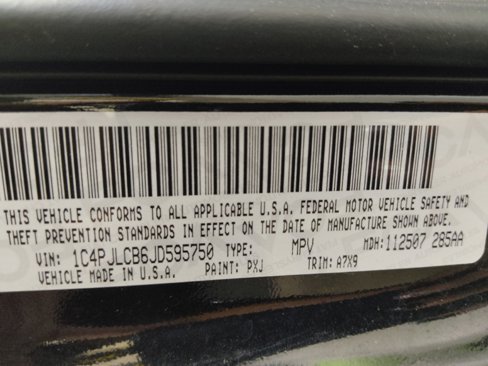 THIS VEHICLE CONFORMS TO ALL APPLICABLE U.S.A. FEDERAL MOTOR VEHICLE SAFETY AND
THEFT PREVENTION STANDARDS IN EFFECT ON THE DATE OF MANUFACTURE SHOWN ABOVE.
VIN: 1C4PJLCB6JD595750 TYPE: MPV MDH: 112507 285AA
VEHICLE MADE IN U.S.A. PAINT: PXJ TRIM: A7X9